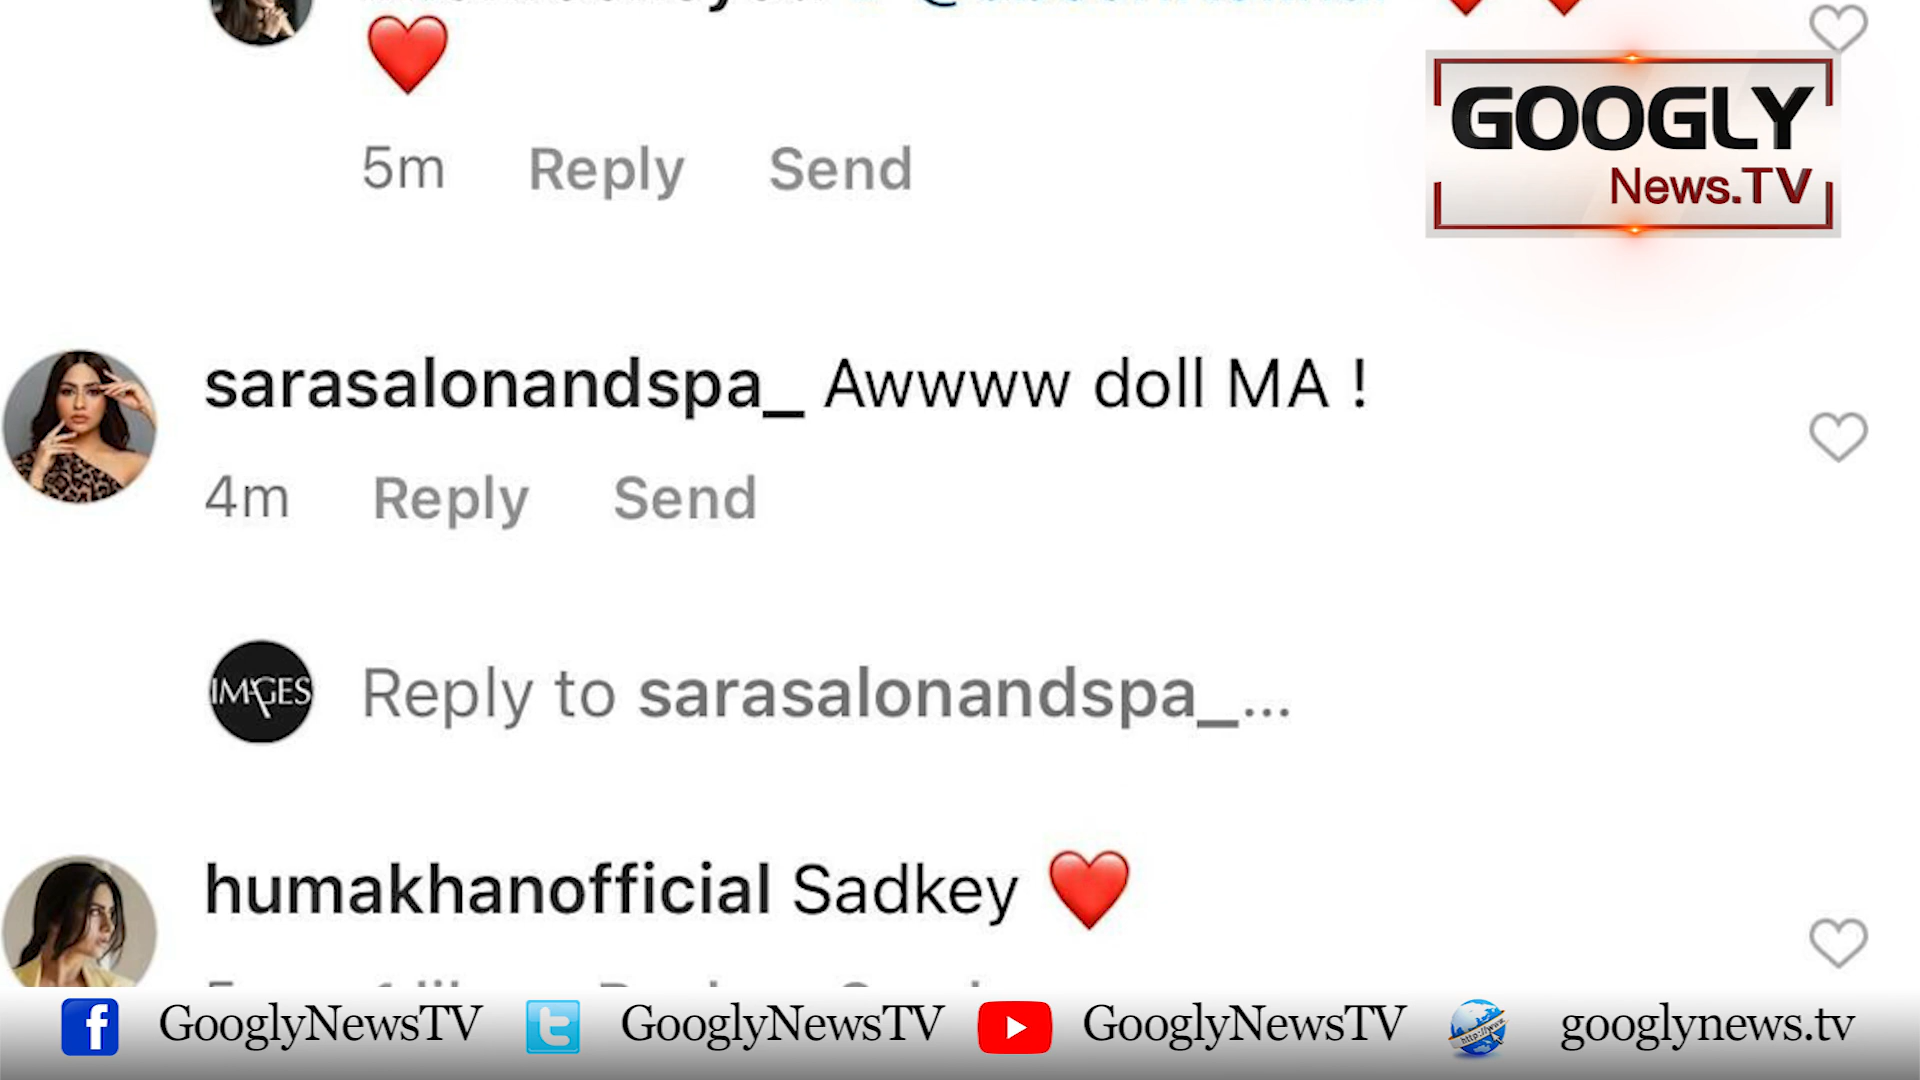 5m Reply Send
GOOGLY
News.TV
sarasalonandspa_ Awwww doll MA !
4m Reply Send
IMAGES
Reply to sarasalonandspa_...
humakhanofficial Sadkey ❤️
GooglyNewsTV GooglyNewsTV GooglyNewsTV googlynews.tv